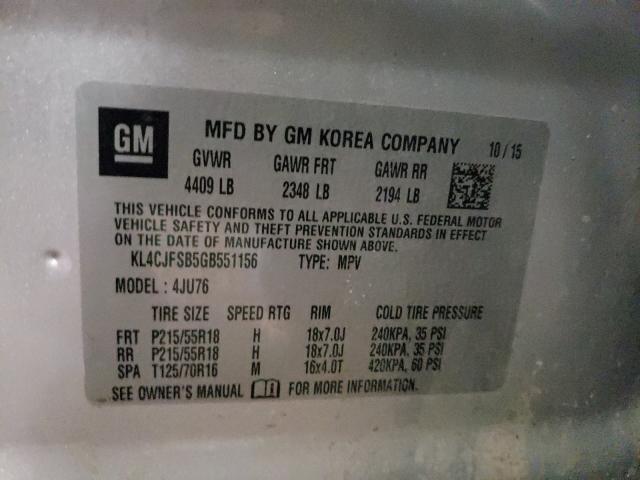 GM
MFD BY GM KOREA COMPANY 10/15
GVWR GAWR FRT GAWR RR
4409 LB 2348 LB 2194 LB
THIS VEHICLE CONFORMS TO ALL APPLICABLE U.S. FEDERAL MOTOR
VEHICLE SAFETY AND THEFT PREVENTION STANDARDS IN EFFECT
ON THE DATE OF MANUFACTURE SHOWN ABOVE.
KL4CJFSB5GB551156 TYPE: MPV
MODEL : 4JU76
TIRE SIZE SPEED RTG RIM COLD TIRE PRESSURE
FRT P215/55R18 H 18x7.0J 240KPA, 35 PSI
RR P215/55R18 H 18x7.0J 240KPA, 35 PSI
SPA T125/70R16 M 16x4.0T 420KPA, 60 PSI
SEE OWNER'S MANUAL FOR MORE INFORMATION.